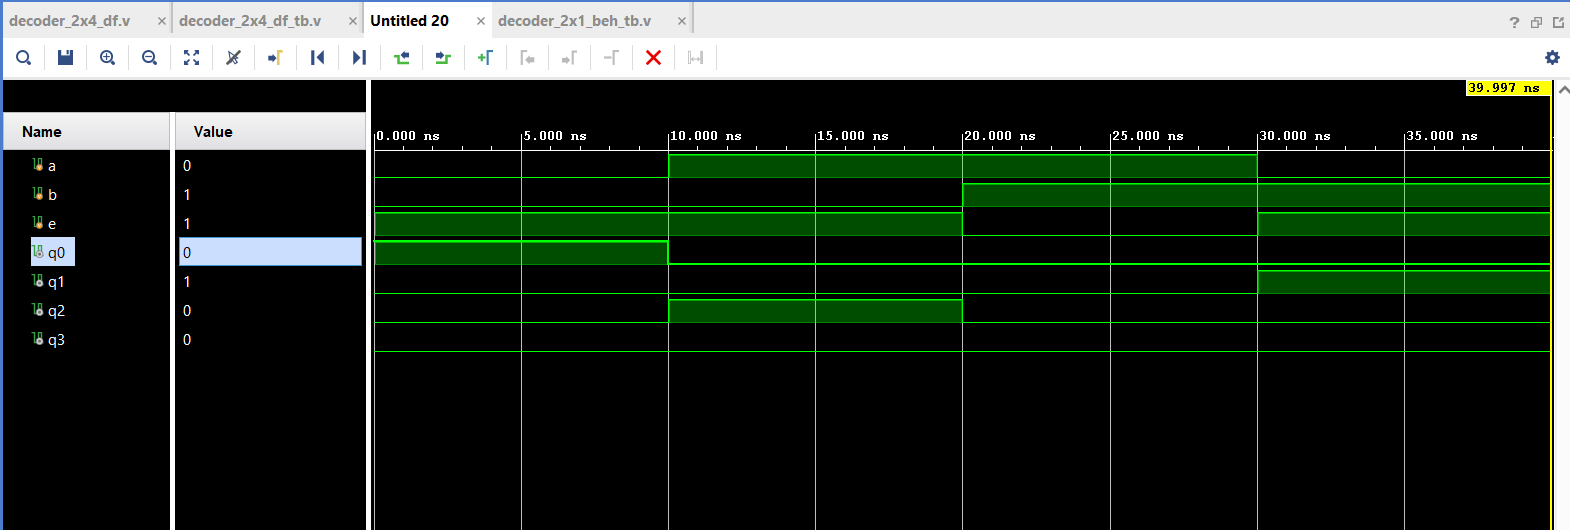 decoder_2x4_df.v × decoder_2x4_df_tb.v × Untitled 20 × decoder_2x1_beh_tb.v ×
39.997 ns
Name Value
0.000 ns 5.000 ns 10.000 ns 15.000 ns 20.000 ns 25.000 ns 30.000 ns 35.000 ns
a 0
b 1
e 1
q0 0
q1 1
q2 0
q3 0